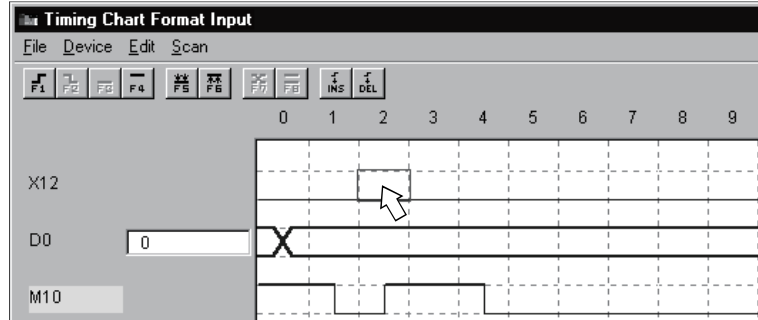 Timing Chart Format Input
File Device Edit Scan
F1 F2 F3 F4 F5 F6 F7 F8 INS DEL
0 1 2 3 4 5 6 7 8 9
X12
D0 0
M10